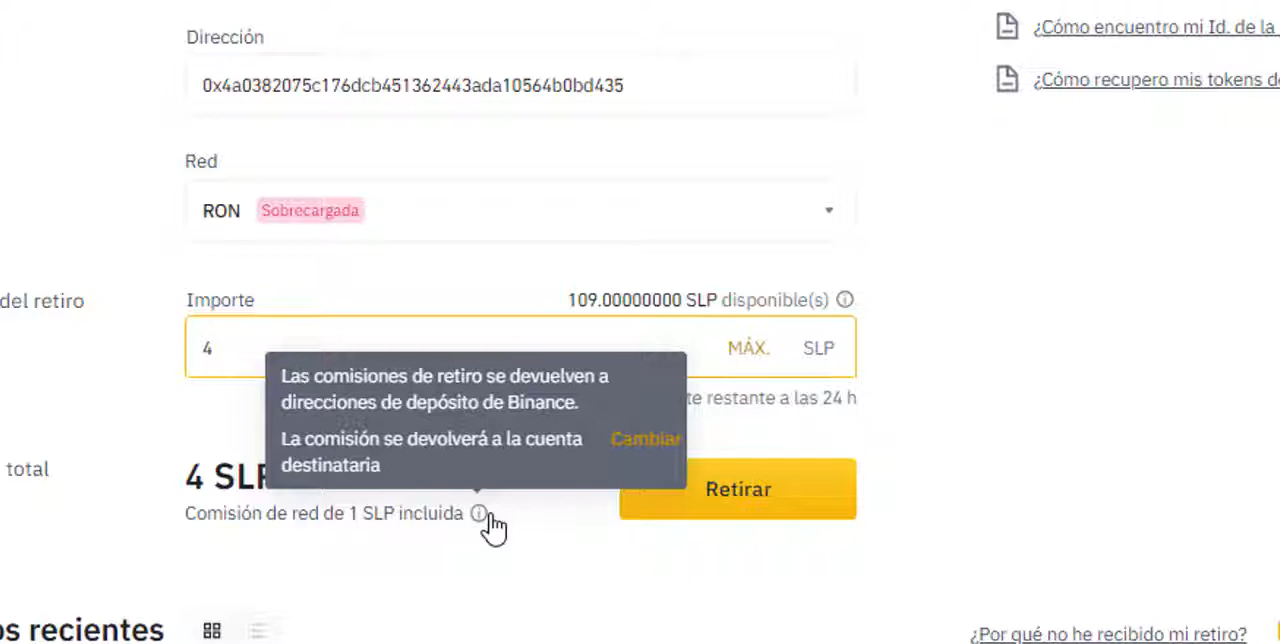 Dirección
¿Cómo encuentro mi Id. de la
0x4a0382075c176dcb451362443ada10564b0bd435
¿Cómo recupero mis tokens de
Red
RON Sobrecargada
del retiro
Importe 109.00000000 SLP disponible(s)
4 MÁX. SLP
Las comisiones de retiro se devuelven a
direcciones de depósito de Binance.
te restante a las 24 h
La comisión se devolverá a la cuenta Cambiar
destinataria
total
4 SLP
Retirar
Comisión de red de 1 SLP incluida
os recientes
¿Por qué no he recibido mi retiro?